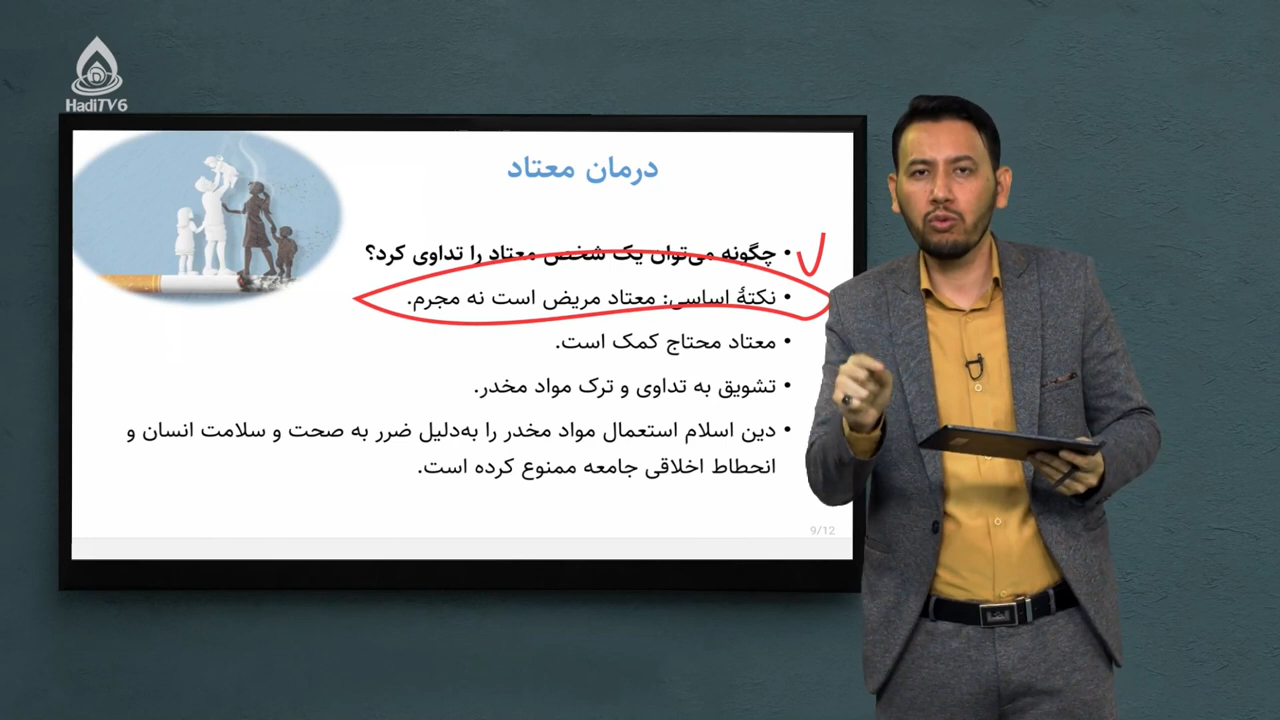 HadiTV6
درمان معتاد
• چگونه می‌توان یک شخص معتاد را تداوی کرد؟
• نکتهٔ اساسی: معتاد مریض است نه مجرم.
• معتاد محتاج کمک است.
• تشویق به تداوی و ترک مواد مخدر.
• دین اسلام استعمال مواد مخدر را به‌دلیل ضرر به صحت و سلامت انسان و
انحطاط اخلاقی جامعه ممنوع کرده است.
9/12